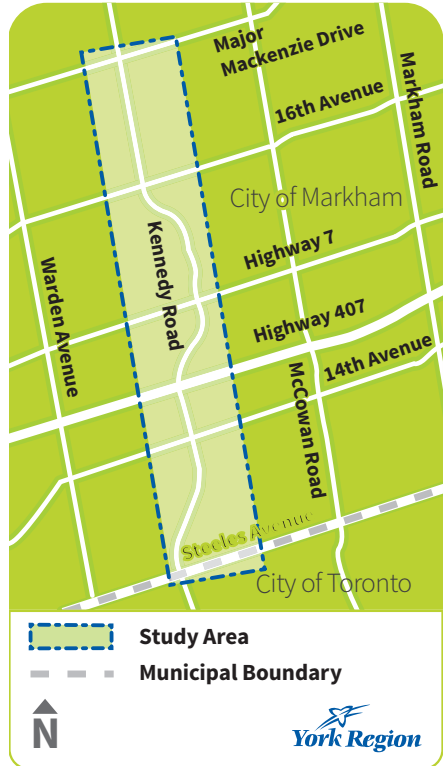 Major
Mackenzie Drive
Markham Road
16th Avenue
City of Markham
Kennedy Road
Highway 7
Warden Avenue
Highway 407
14th Avenue
McCowan Road
Steeles Avenue
City of Toronto
Study Area
Municipal Boundary
N
York Region